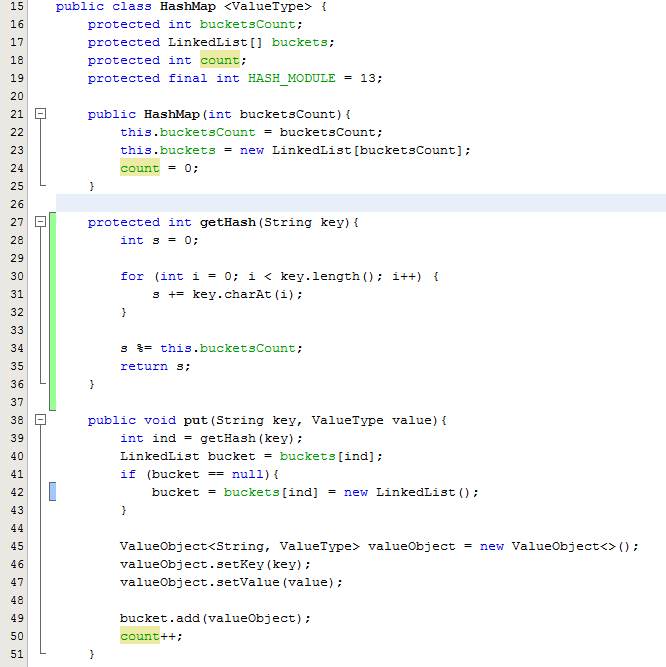 15 public class HashMap <ValueType> {
16     protected int bucketsCount;
17     protected LinkedList[] buckets;
18     protected int count;
19     protected final int HASH_MODULE = 13;
20
21     public HashMap(int bucketsCount){
22         this.bucketsCount = bucketsCount;
23         this.buckets = new LinkedList[bucketsCount];
24         count = 0;
25     }
26
27     protected int getHash(String key){
28         int s = 0;
29
30         for (int i = 0; i < key.length(); i++) {
31             s += key.charAt(i);
32         }
33
34         s %= this.bucketsCount;
35         return s;
36     }
37
38     public void put(String key, ValueType value){
39         int ind = getHash(key);
40         LinkedList bucket = buckets[ind];
41         if (bucket == null){
42             bucket = buckets[ind] = new LinkedList();
43         }
44
45         ValueObject<String, ValueType> valueObject = new ValueObject<>();
46         valueObject.setKey(key);
47         valueObject.setValue(value);
48
49         bucket.add(valueObject);
50         count++;
51     }